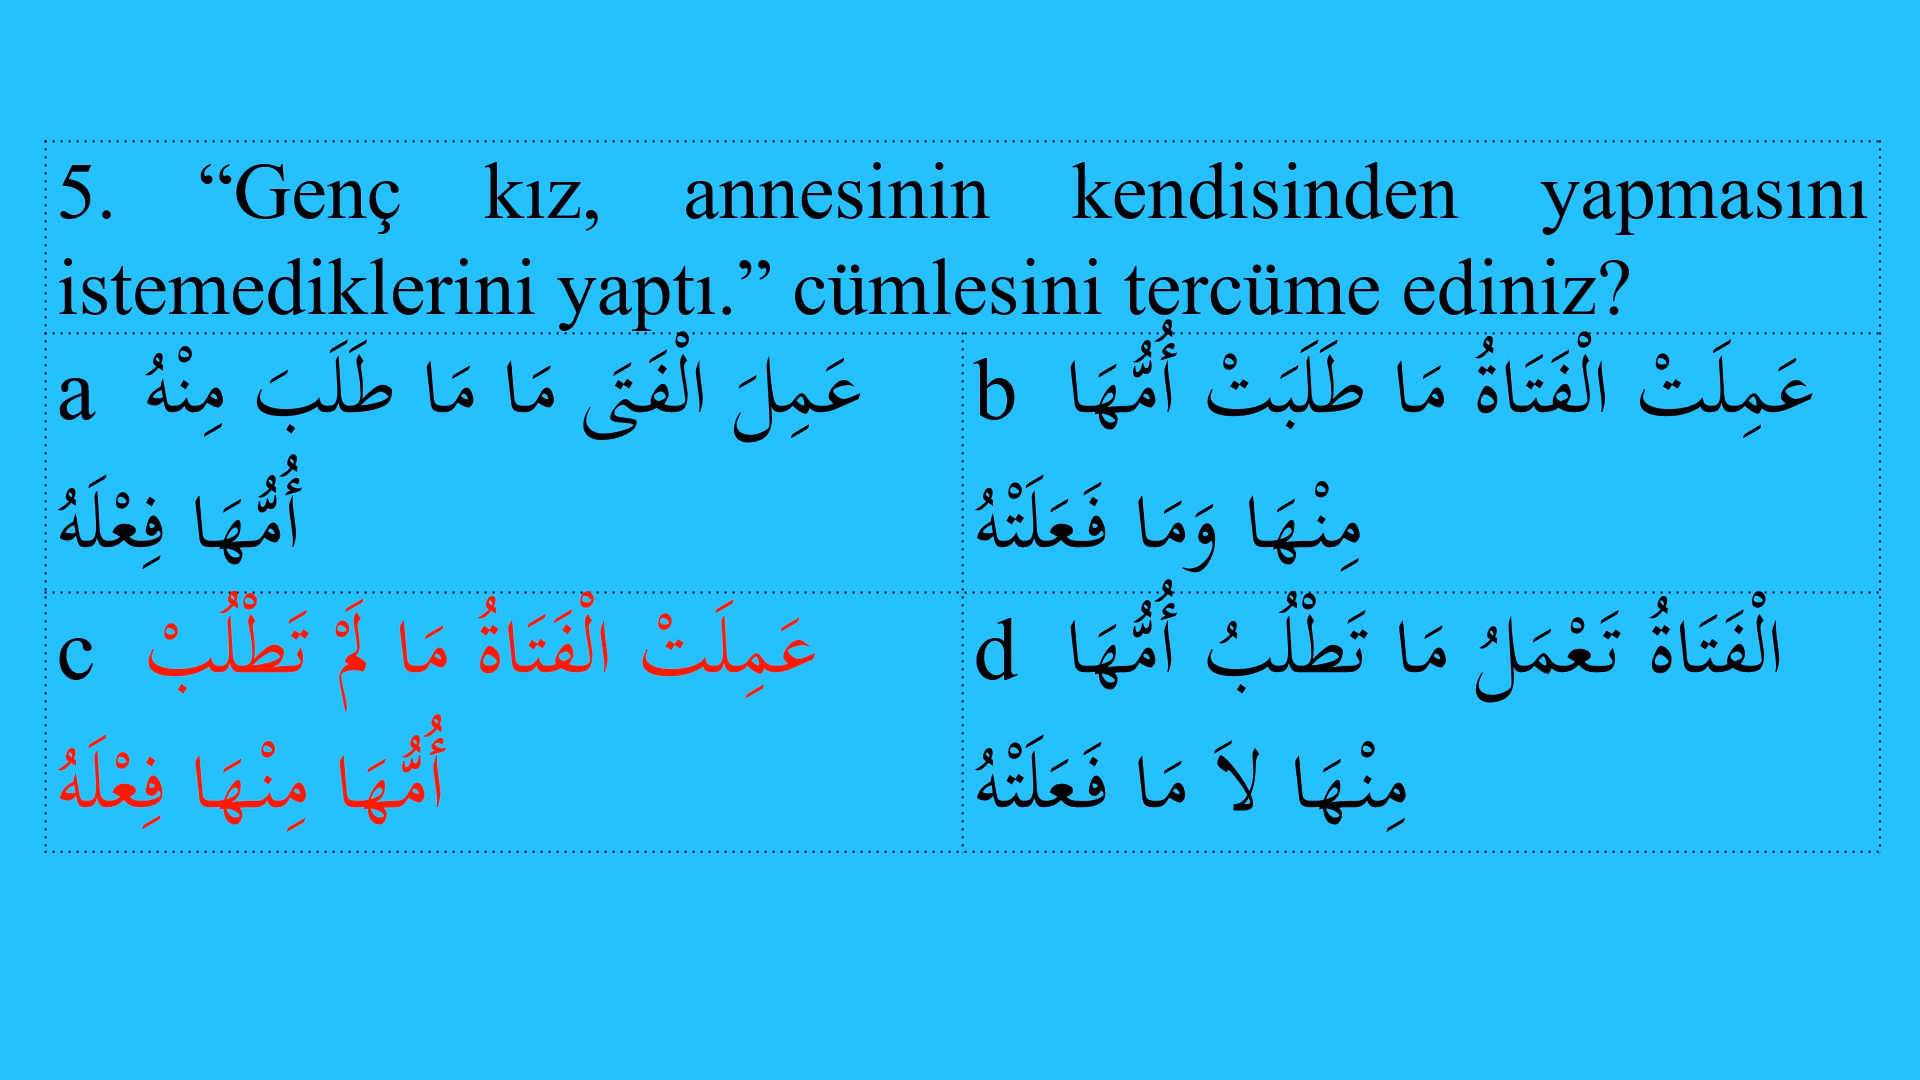 5. “Genç kız, annesinin kendisinden yapmasını
istemediklerini yaptı.” cümlesini tercüme ediniz?
a عَمِلَ الْفَتَى مَا مَا طَلَبَ مِنْهُ
أُمُّهَا فِعْلَهُ
b عَمِلَتْ الْفَتَاةُ مَا طَلَبَتْ أُمُّهَا
مِنْهَا وَمَا فَعَلَتْهُ
c عَمِلَتْ الْفَتَاةُ مَا لَمْ تَطْلُبْ
أُمُّهَا مِنْهَا فِعْلَهُ
d الْفَتَاةُ تَعْمَلُ مَا تَطْلُبُ أُمُّهَا
مِنْهَا لاَ مَا فَعَلَتْهُ